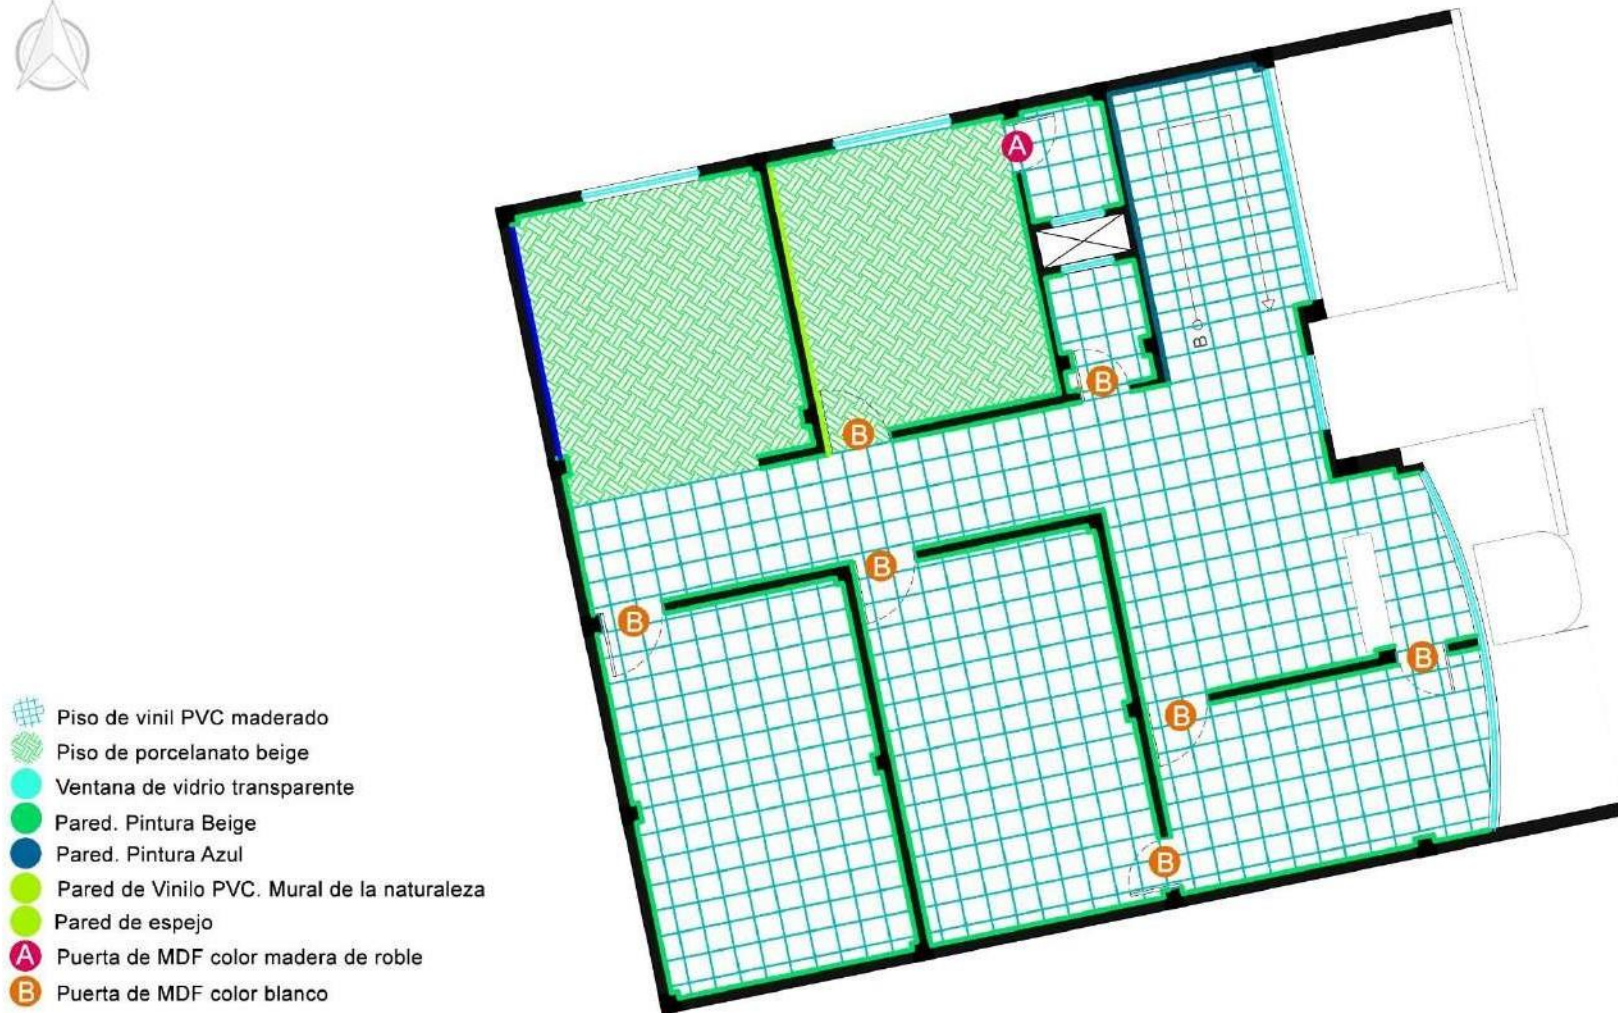 A
B O
B
B
B
B
B
B
B
Piso de vinil PVC maderado
Piso de porcelanato beige
Ventana de vidrio transparente
Pared. Pintura Beige
Pared. Pintura Azul
Pared de Vinilo PVC. Mural de la naturaleza
Pared de espejo
A Puerta de MDF color madera de roble
B Puerta de MDF color blanco